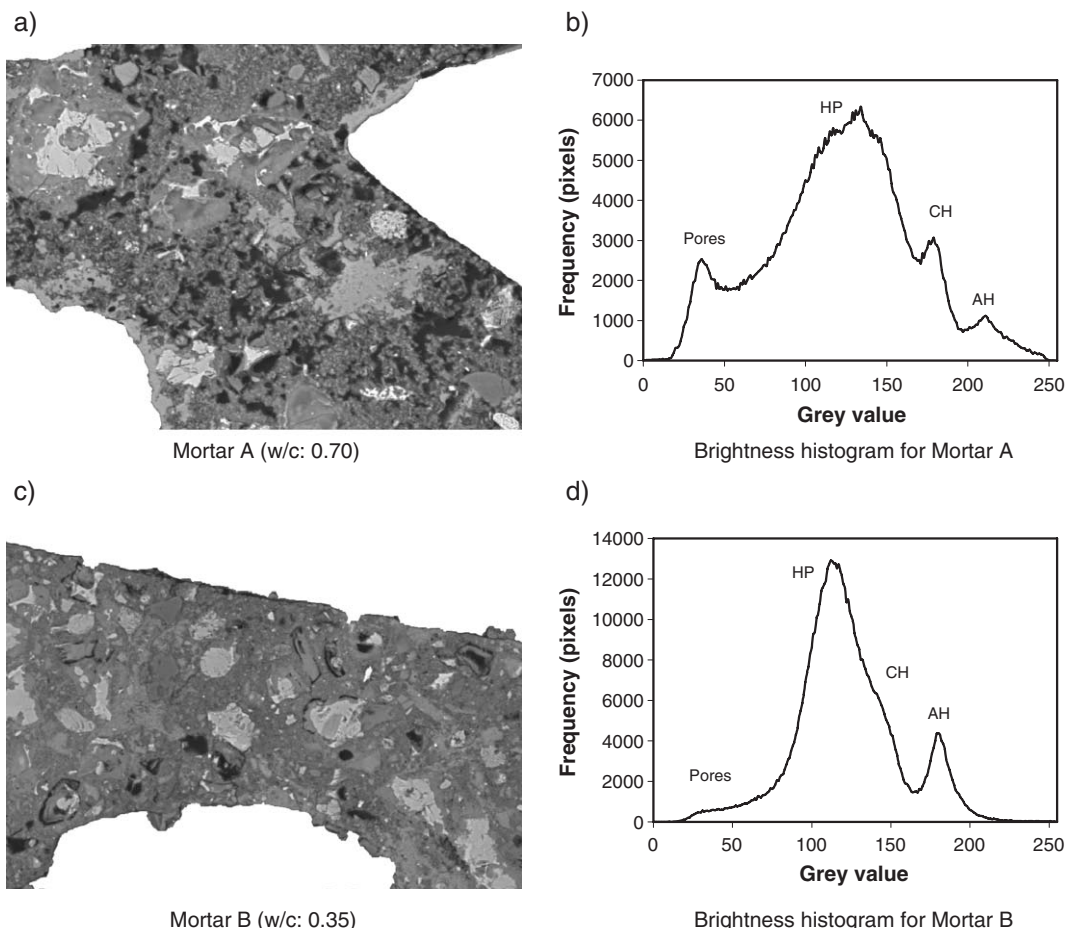 a)
Mortar A (w/c: 0.70)
b)
Frequency (pixels)
7000
6000
5000
4000
3000
2000
1000
0
Pores
HP
CH
AH
0 50 100 150 200 250
Grey value
Brightness histogram for Mortar A
c)
Mortar B (w/c: 0.35)
d)
Frequency (pixels)
14000
12000
10000
8000
6000
4000
2000
0
Pores
HP
CH
AH
0 50 100 150 200 250
Grey value
Brightness histogram for Mortar B